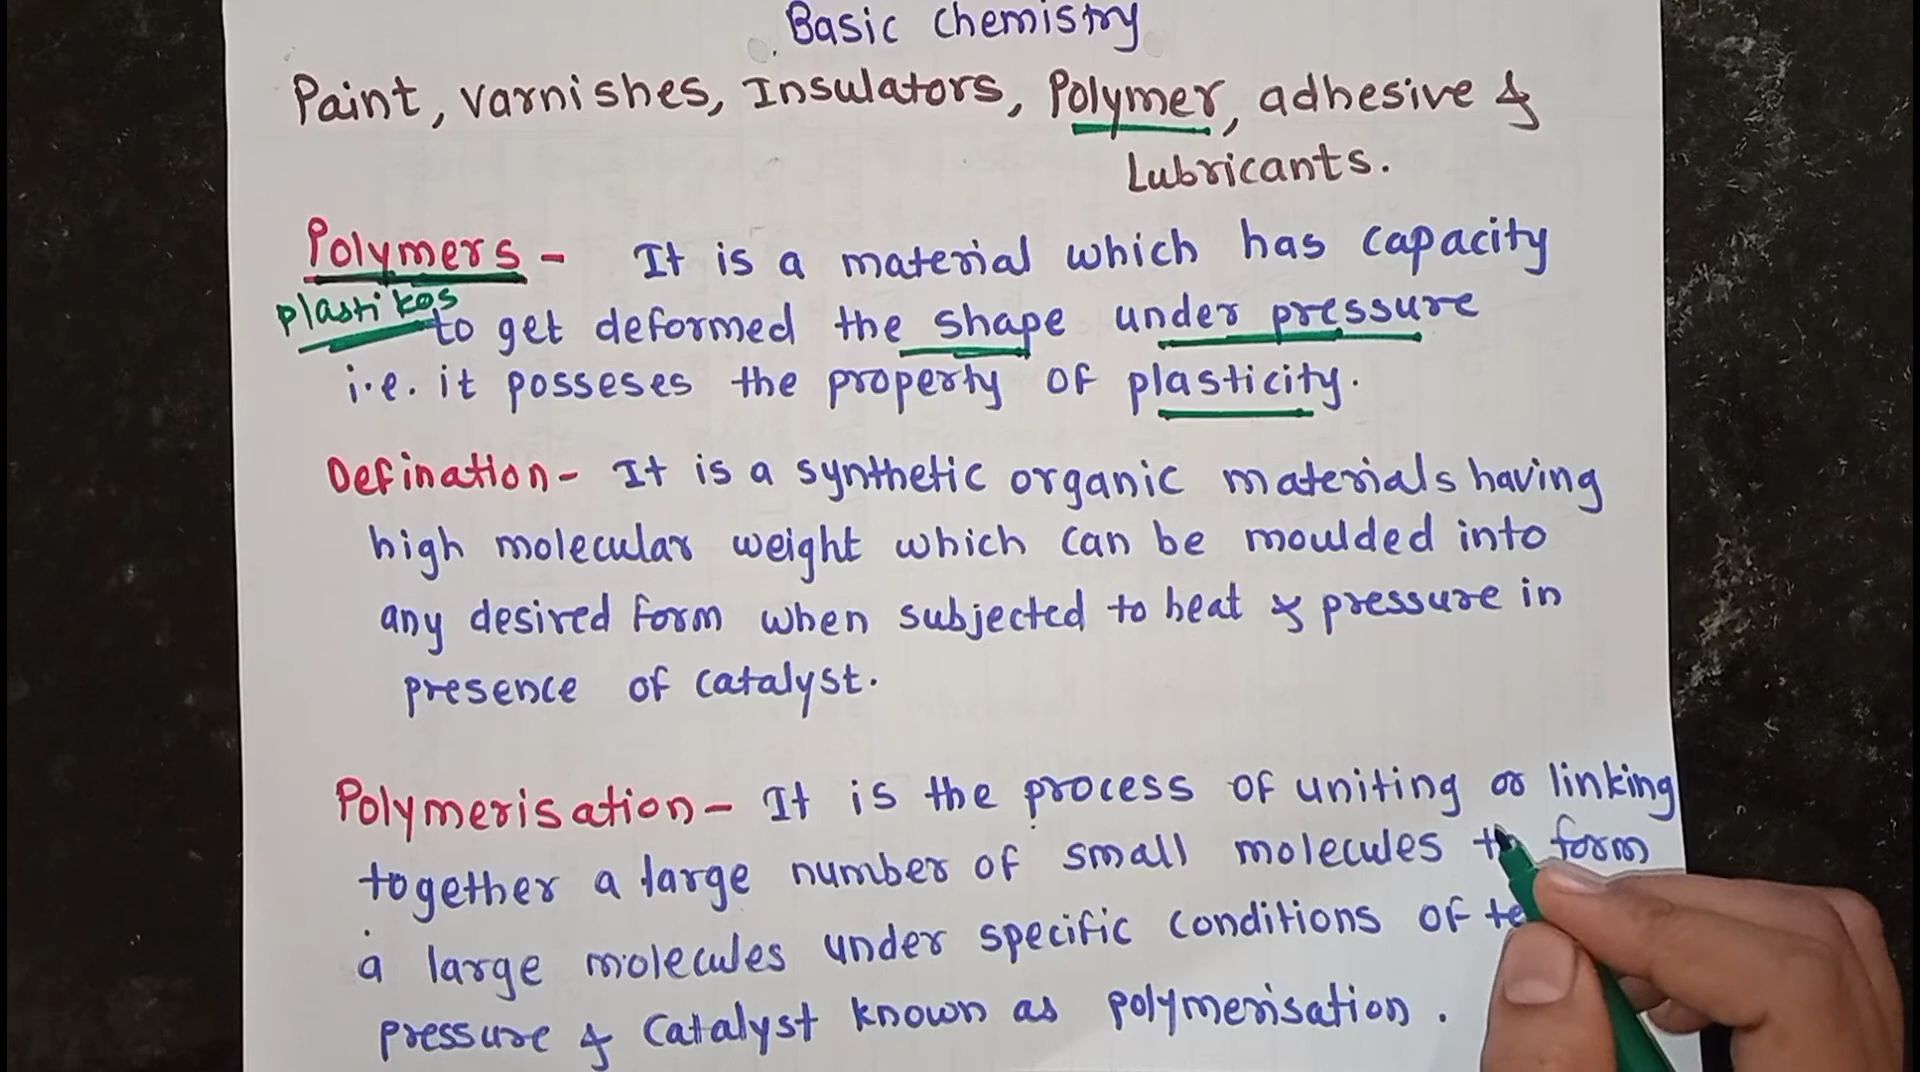 Basic Chemistry
Paint, varnishes, Insulators, Polymer, adhesive &
Lubricants.
Polymers - It is a material which has capacity
plastikos
to get deformed the shape under pressure
i.e. it posseses the property of plasticity.
Defination - It is a synthetic organic materials having
high molecular weight which can be moulded into
any desired form when subjected to heat & pressure in
presence of catalyst.
Polymerisation - It is the process of uniting or linking
together a large number of small molecules form
a large molecules under specific conditions of
pressure & catalyst known as polymerisation.